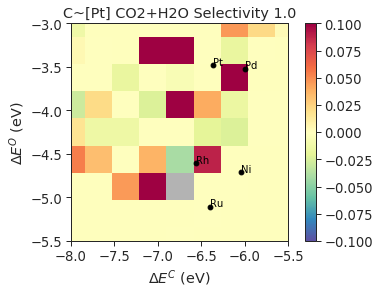 C~[Pt] CO2+H2O Selectivity 1.0
ΔE^O (eV)
−3.0
−3.5
−4.0
−4.5
−5.0
−5.5
Pt
Pd
Rh
Ni
Ru
−8.0 −7.5 −7.0 −6.5 −6.0 −5.5
ΔE^C (eV)
0.100
0.075
0.050
0.025
0.000
−0.025
−0.050
−0.075
−0.100